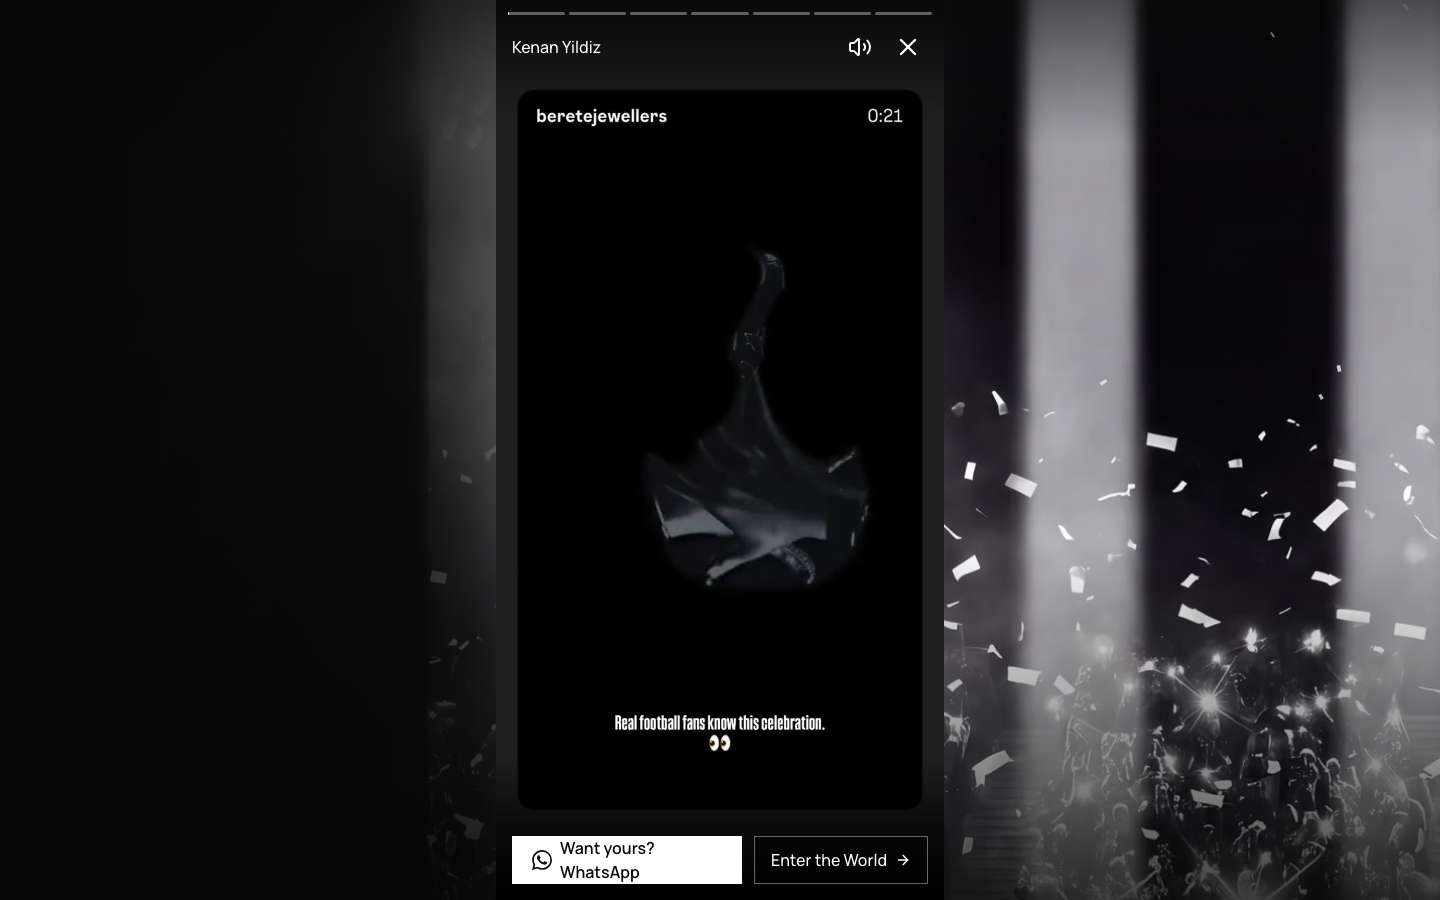 Kenan Yildiz
beretejewellers
0:21
Real football fans know this celebration.
👀
Want yours?
WhatsApp
Enter the World →